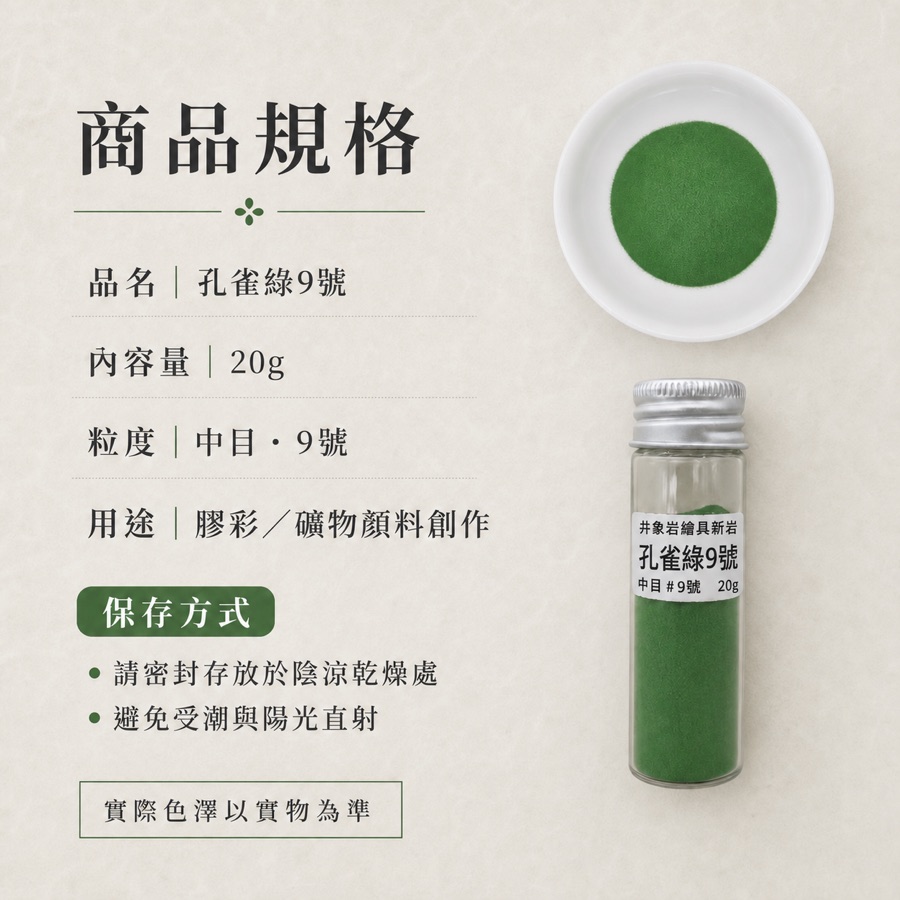 商品規格
品名｜孔雀綠9號
內容量｜20g
粒度｜中目・9號
用途｜膠彩／礦物顏料創作
保存方式
• 請密封存放於陰涼乾燥處
• 避免受潮與陽光直射
實際色澤以實物為準
井象岩繪具新岩
孔雀綠9號
中目 #9號 20g